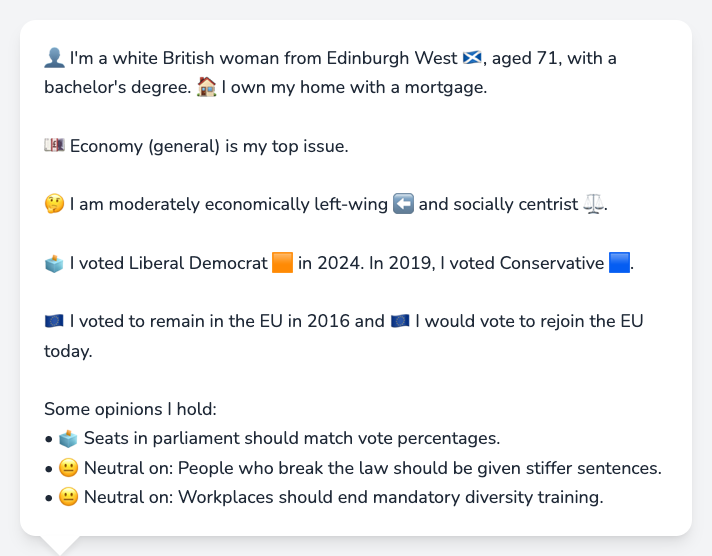 👤 I'm a white British woman from Edinburgh West 🏴󠁧󠁢󠁳󠁣󠁴󠁿, aged 71, with a
bachelor's degree. 🏠 I own my home with a mortgage.
💷 Economy (general) is my top issue.
🤔 I am moderately economically left-wing ⬅️ and socially centrist ⚖️.
🗳️ I voted Liberal Democrat 🟧 in 2024. In 2019, I voted Conservative 🟦.
🇪🇺 I voted to remain in the EU in 2016 and 🇪🇺 I would vote to rejoin the EU
today.
Some opinions I hold:
• 🗳️ Seats in parliament should match vote percentages.
• 😐 Neutral on: People who break the law should be given stiffer sentences.
• 😐 Neutral on: Workplaces should end mandatory diversity training.